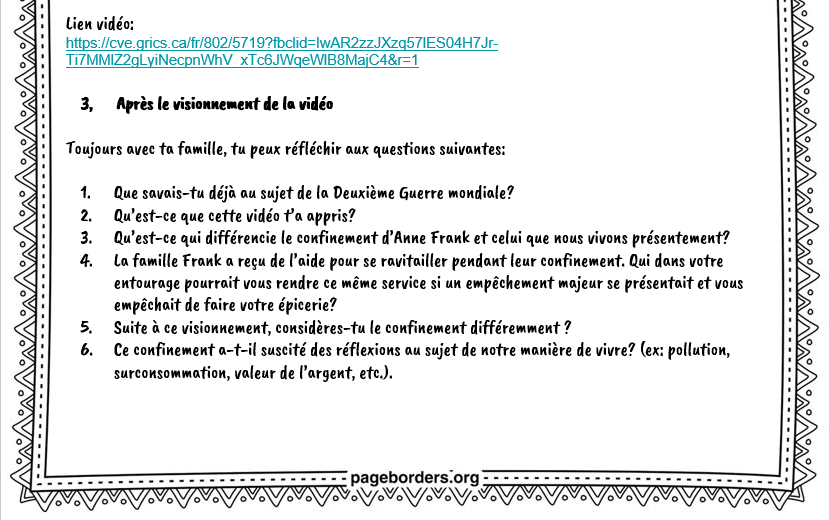 Lien vidéo:
https://cve.grics.ca/fr/802/5719?fbclid=IwAR2zzJXzq57lES04H7Jr-
Ti7MMlZ2gLyiNecpnWhV_xTc6JWqeWlB8MajC4&r=1
3, Après le visionnement de la vidéo
Toujours avec ta famille, tu peux réfléchir aux questions suivantes:
1. Que savais-tu déjà au sujet de la Deuxième Guerre mondiale?
2. Qu'est-ce que cette vidéo t'a appris?
3. Qu'est-ce qui différencie le confinement d'Anne Frank et celui que nous vivons présentement?
4. La famille Frank a reçu de l'aide pour se ravitailler pendant leur confinement. Qui dans votre
entourage pourrait vous rendre ce même service si un empêchement majeur se présentait et vous
empêchait de faire votre épicerie?
5. Suite à ce visionnement, considères-tu le confinement différemment ?
6. Ce confinement a-t-il suscité des réflexions au sujet de notre manière de vivre? (ex: pollution,
surconsommation, valeur de l'argent, etc.).
pageborders.org